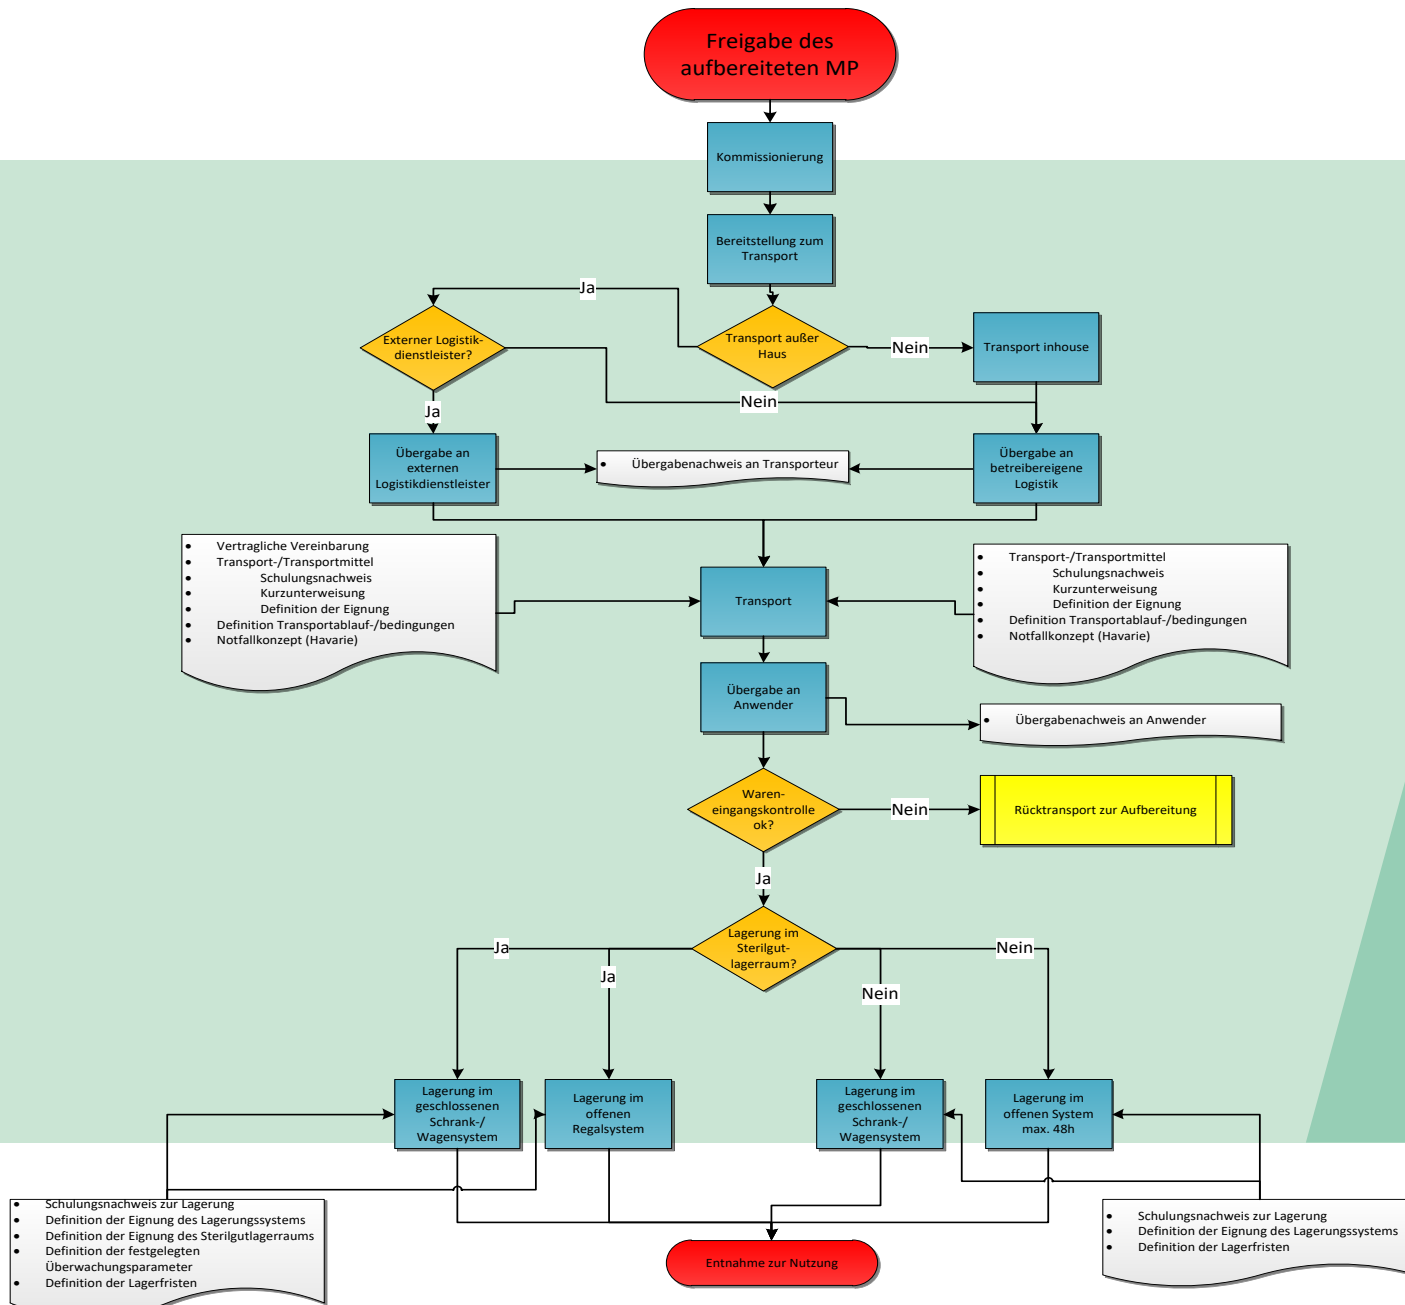 Freigabe des
aufbereiteten MP
Kommissionierung
Bereitstellung zum
Transport
Ja
Externer Logistik-
dienstleister?
Transport außer
Haus
Nein
Transport inhouse
Nein
Ja
Übergabe an
externen
Logistikdienstleister
• Übergabenachweis an Transporteur
Übergabe an
betreibereigene
Logistik
• Vertragliche Vereinbarung
• Transport-/Transportmittel
Schulungsnachweis
Kurzunterweisung
Definition der Eignung
• Definition Transportablauf-/bedingungen
• Notfallkonzept (Havarie)
Transport
• Transport-/Transportmittel
Schulungsnachweis
Kurzunterweisung
Definition der Eignung
• Definition Transportablauf-/bedingungen
• Notfallkonzept (Havarie)
Übergabe an
Anwender
• Übergabenachweis an Anwender
Waren-
eingangskontrolle
ok?
Nein
Rücktransport zur Aufbereitung
Ja
Lagerung im
Sterilgut-
lagerraum?
Ja
Ja
Nein
Nein
Lagerung im
geschlossenen
Schrank-/
Wagensystem
Lagerung im
offenen
Regalsystem
Lagerung im
geschlossenen
Schrank-/
Wagensystem
Lagerung im
offenen System
max. 48h
• Schulungsnachweis zur Lagerung
• Definition der Eignung des Lagerungssystems
• Definition der Eignung des Sterilgutlagerraums
• Definition der festgelegten
Überwachungsparameter
• Definition der Lagerfristen
Entnahme zur Nutzung
• Schulungsnachweis zur Lagerung
• Definition der Eignung des Lagerungssystems
• Definition der Lagerfristen